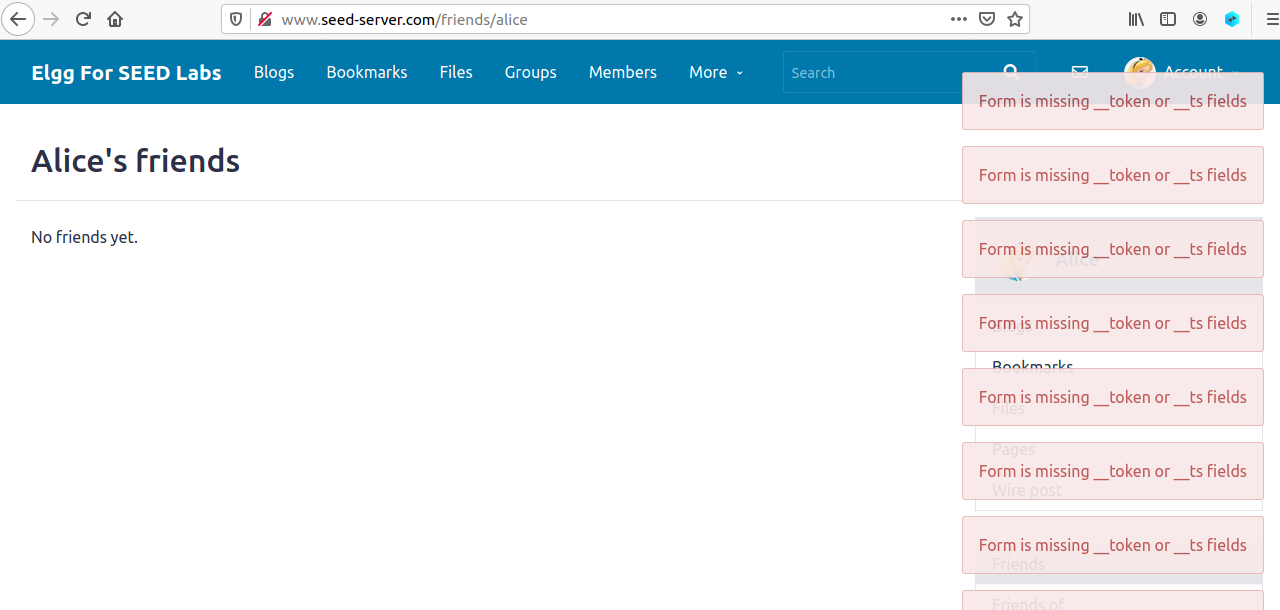 www.seed-server.com/friends/alice
Elgg For SEED Labs Blogs Bookmarks Files Groups Members More Search Account
Form is missing __token or __ts fields
Alice's friends
Form is missing __token or __ts fields
No friends yet.
Form is missing __token or __ts fields
Alice
Form is missing __token or __ts fields
Blogs
Bookmarks
Form is missing __token or __ts fields
Files
Pages
Form is missing __token or __ts fields
Wire post
Form is missing __token or __ts fields
Friends
Friends of